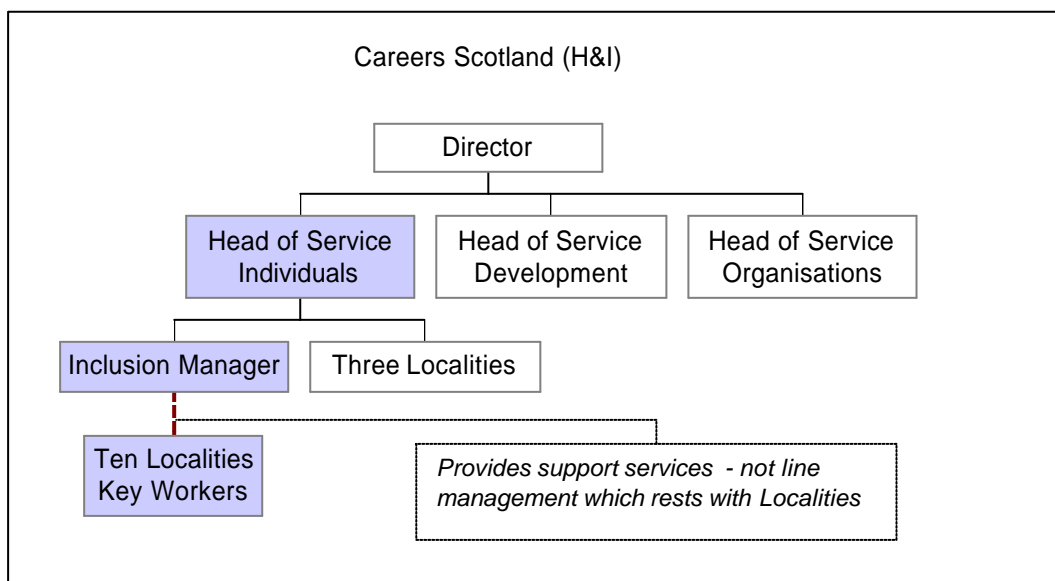 Careers Scotland (H&I)
Director
Head of Service
Individuals
Head of Service
Development
Head of Service
Organisations
Inclusion Manager
Three Localities
Ten Localities
Key Workers
Provides support services - not line
management which rests with Localities